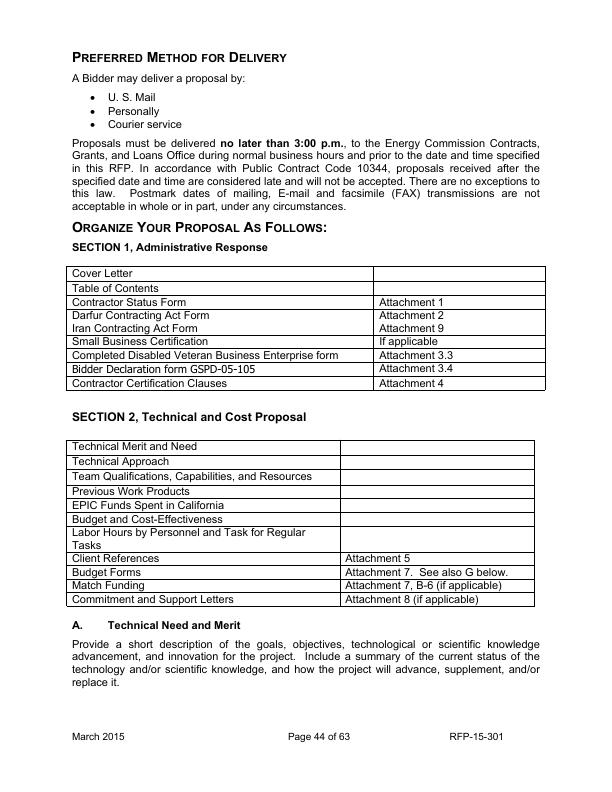 PREFERRED METHOD FOR DELIVERY
A Bidder may deliver a proposal by:
• U. S. Mail
• Personally
• Courier service
Proposals must be delivered no later than 3:00 p.m., to the Energy Commission Contracts,
Grants, and Loans Office during normal business hours and prior to the date and time specified
in this RFP. In accordance with Public Contract Code 10344, proposals received after the
specified date and time are considered late and will not be accepted. There are no exceptions to
this law. Postmark dates of mailing, E-mail and facsimile (FAX) transmissions are not
acceptable in whole or in part, under any circumstances.
ORGANIZE YOUR PROPOSAL AS FOLLOWS:
SECTION 1, Administrative Response
Cover Letter
Table of Contents
Contractor Status Form Attachment 1
Darfur Contracting Act Form Attachment 2
Iran Contracting Act Form Attachment 9
Small Business Certification If applicable
Completed Disabled Veteran Business Enterprise form Attachment 3.3
Bidder Declaration form GSPD-05-105 Attachment 3.4
Contractor Certification Clauses Attachment 4
SECTION 2, Technical and Cost Proposal
Technical Merit and Need
Technical Approach
Team Qualifications, Capabilities, and Resources
Previous Work Products
EPIC Funds Spent in California
Budget and Cost-Effectiveness
Labor Hours by Personnel and Task for Regular
Tasks
Client References Attachment 5
Budget Forms Attachment 7. See also G below.
Match Funding Attachment 7, B-6 (if applicable)
Commitment and Support Letters Attachment 8 (if applicable)
A. Technical Need and Merit
Provide a short description of the goals, objectives, technological or scientific knowledge
advancement, and innovation for the project. Include a summary of the current status of the
technology and/or scientific knowledge, and how the project will advance, supplement, and/or
replace it.
March 2015 Page 44 of 63 RFP-15-301